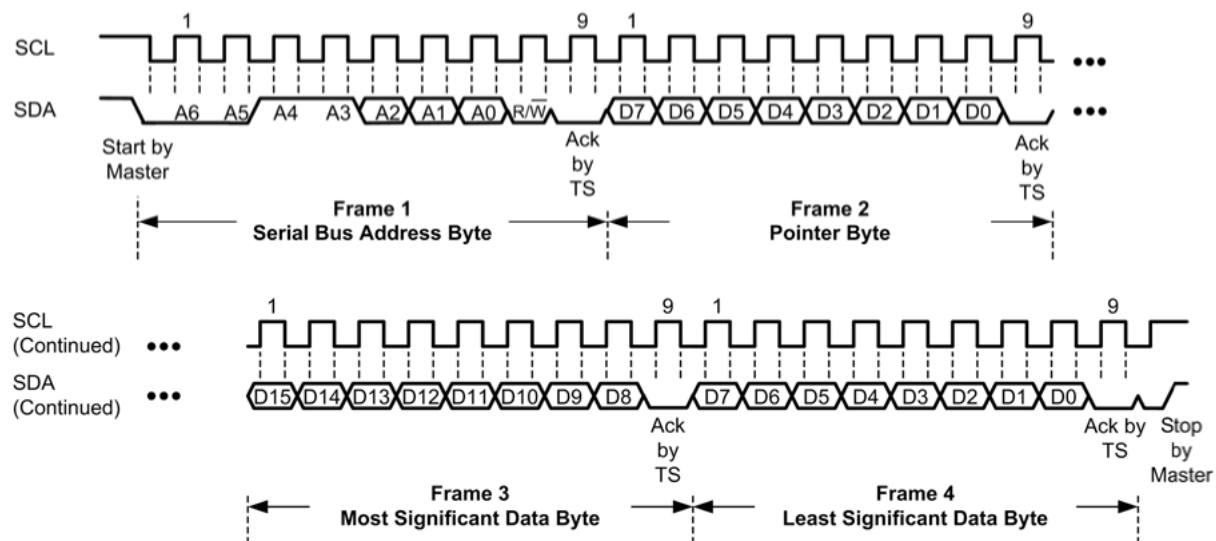 1 9 1 9
SCL •••
SDA A6 A5 A4 A3 A2 A1 A0 R/W̅ D7 D6 D5 D4 D3 D2 D1 D0 •••
Start by
Master
Ack
by
TS
Ack
by
TS
Frame 1
Serial Bus Address Byte
Frame 2
Pointer Byte
1 9 1 9
SCL
(Continued) •••
SDA
(Continued) ••• D15 D14 D13 D12 D11 D10 D9 D8 D7 D6 D5 D4 D3 D2 D1 D0
Ack
by
TS
Ack by
TS
Stop
by
Master
Frame 3
Most Significant Data Byte
Frame 4
Least Significant Data Byte